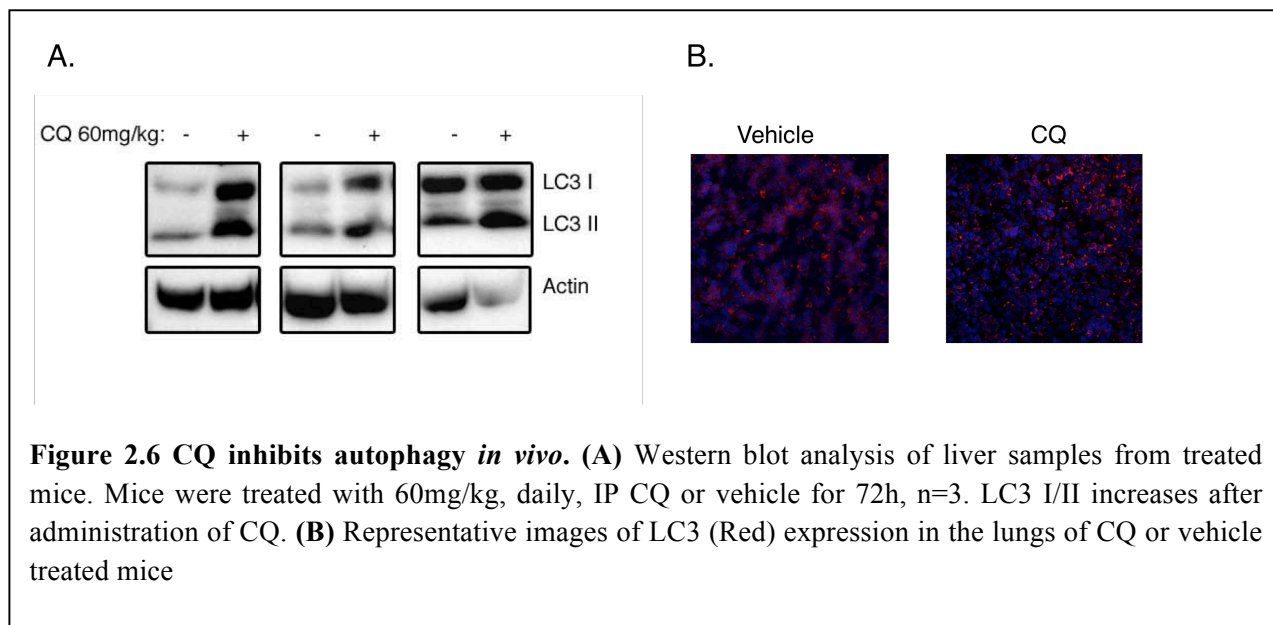 A.
B.
CQ 60mg/kg: - + - + - +
LC3 I
LC3 II
Actin
Vehicle CQ
Figure 2.6 CQ inhibits autophagy in vivo. (A) Western blot analysis of liver samples from treated
mice. Mice were treated with 60mg/kg, daily, IP CQ or vehicle for 72h, n=3. LC3 I/II increases after
administration of CQ. (B) Representative images of LC3 (Red) expression in the lungs of CQ or vehicle
treated mice